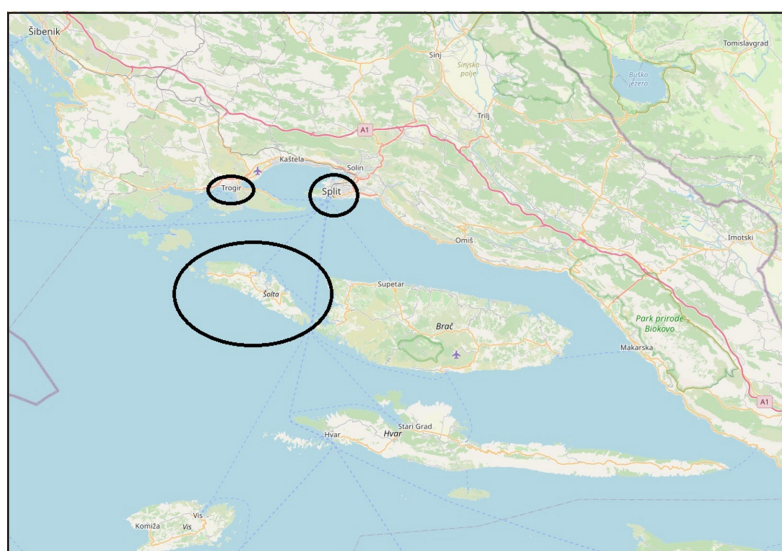 Šibenik
Tomislavgrad
Sinj
Sinjsko
polje
Buško
jezero
Trilj
A1
Kaštela
Solin
Trogir
Split
Omiš
Imotski
Šolta
Supetar
Brač
Park prirode
Biokovo
Makarska
A1
Stari Grad
Hvar
Hvar
Vis
Komiža
Vis